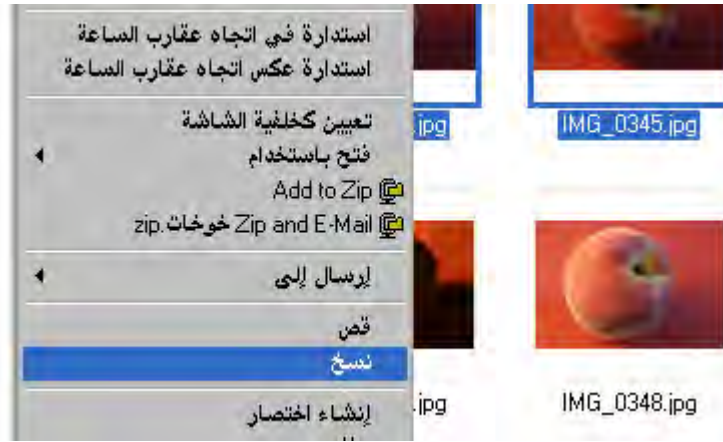 استدارة في اتجاه عقارب الساعة
استدارة عكس اتجاه عقارب الساعة
تعيين كخلفية الشاشة
فتح باستخدام
Add to Zip
Zip and E-Mail خوخات.zip
إرسال إلى
قص
نسخ
إنشاء اختصار
.jpg
IMG_0345.jpg
.jpg
IMG_0348.jpg